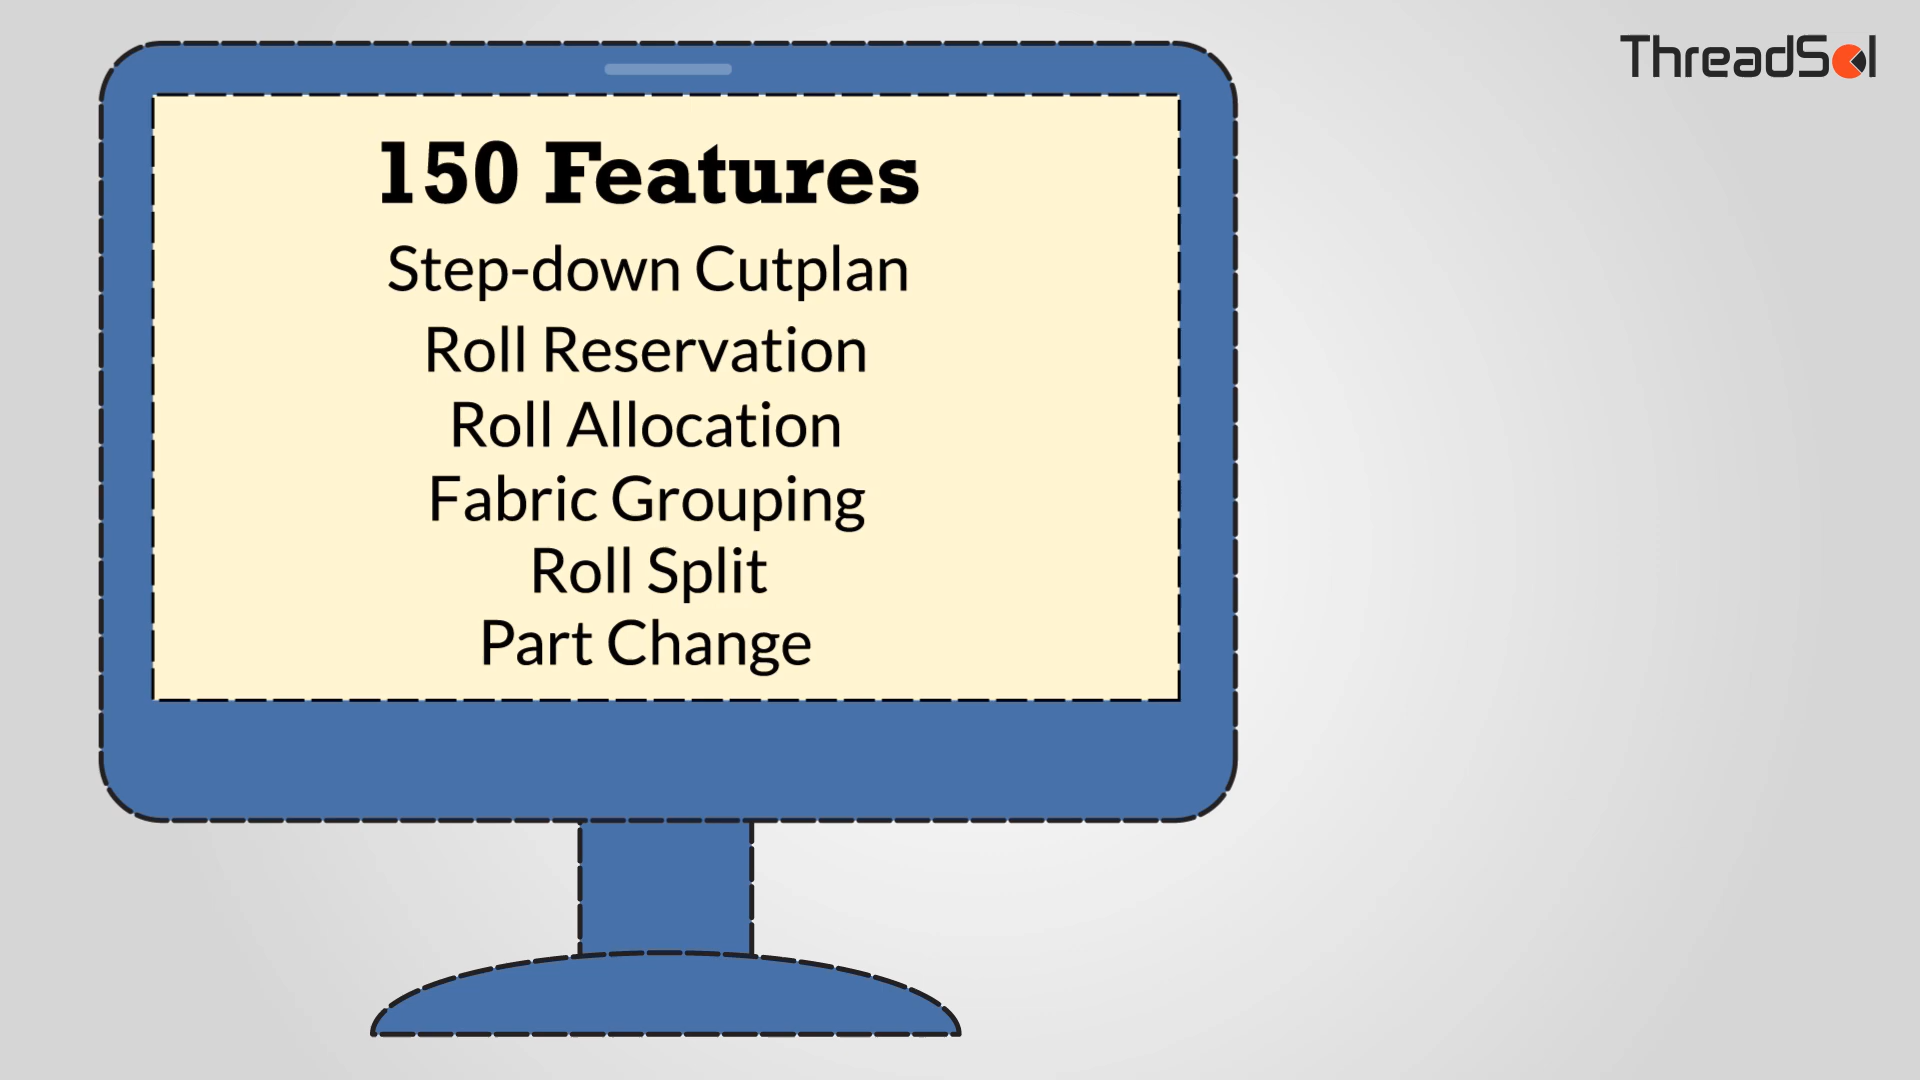 ThreadSol
150 Features
Step-down Cutplan
Roll Reservation
Roll Allocation
Fabric Grouping
Roll Split
Part Change